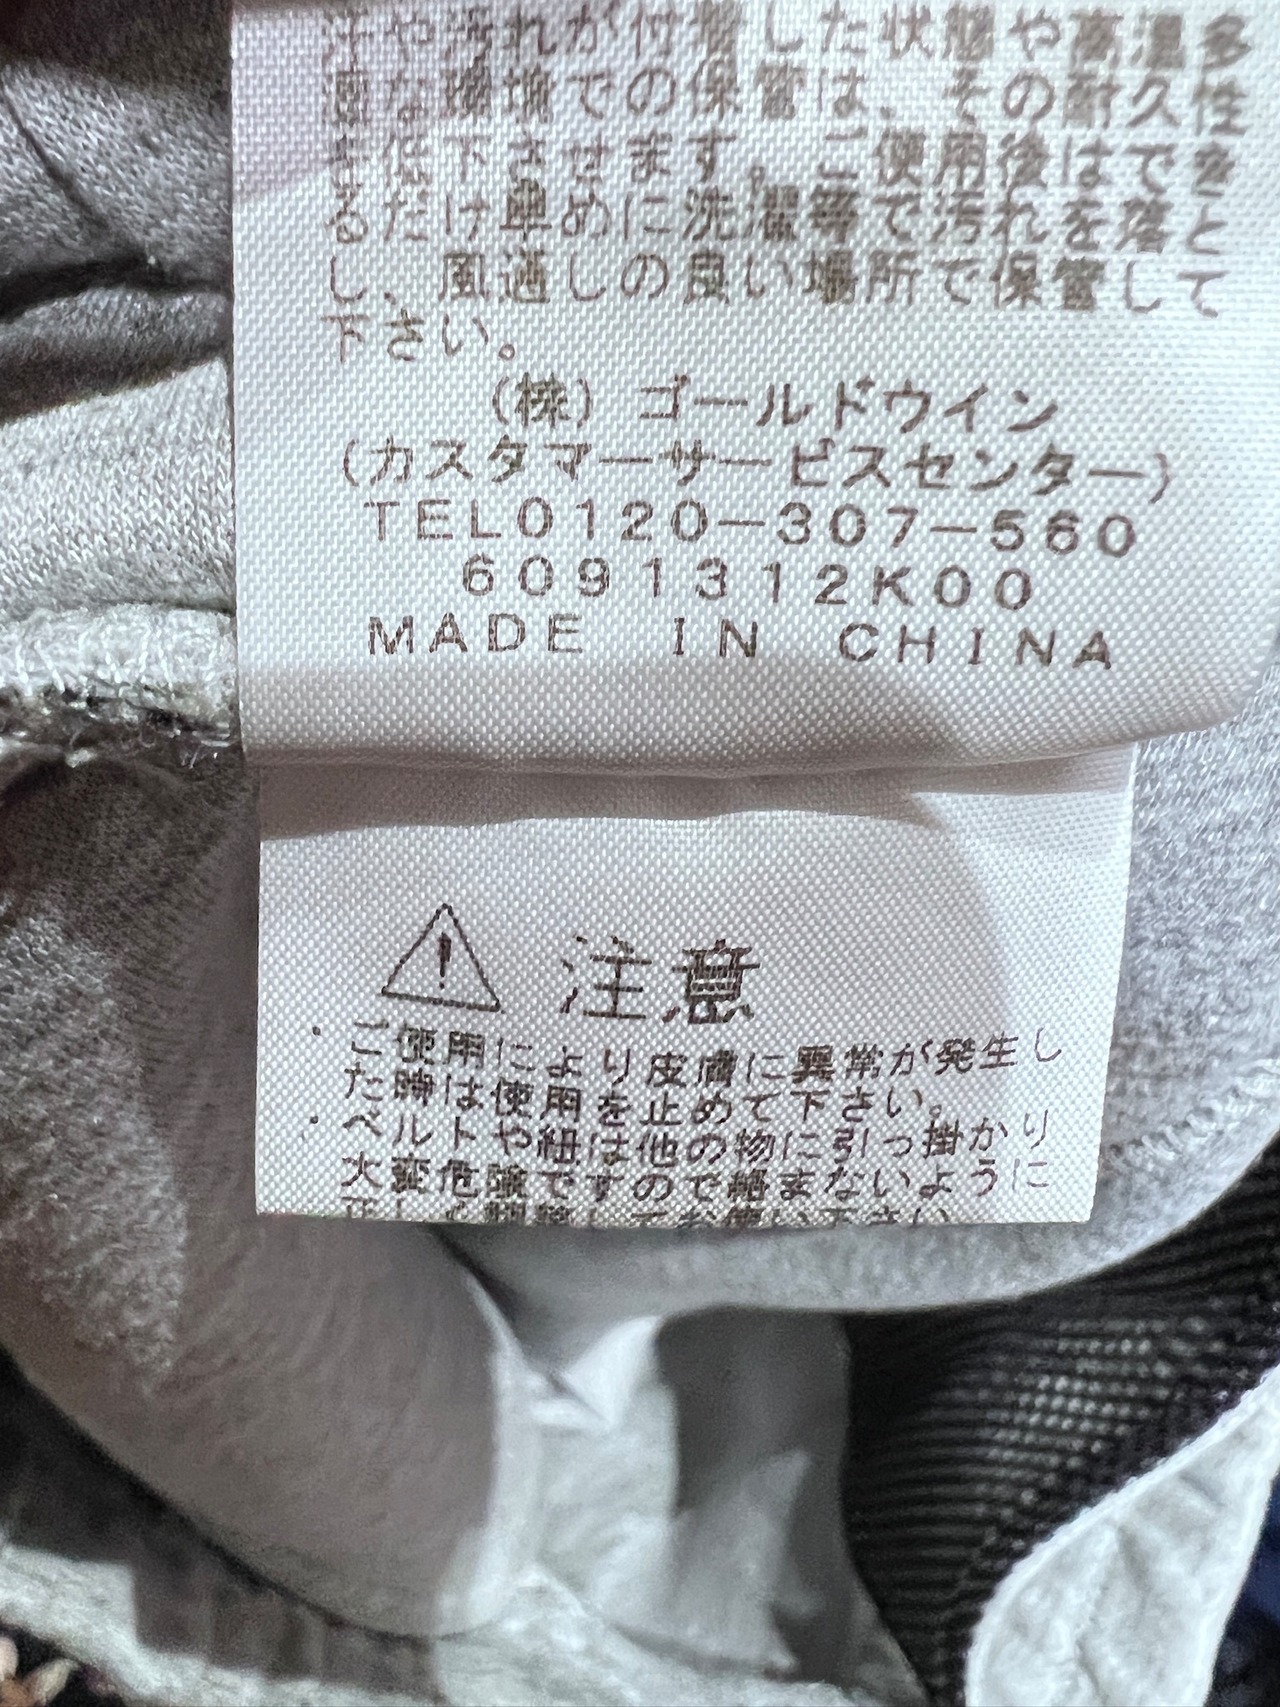 汗や汚れが付着した状態や高温多
湿な環境での保管は、その耐久性
を低下させます。ご使用後はできる
だけ早めに洗濯等で汚れを落と
し、風通しの良い場所で保管して
下さい。
(株)ゴールドウイン
(カスタマーサービスセンター)
TEL0120-307-560
6091312K00
MADE IN CHINA
注意
・ご使用により皮膚に異常が発生し
た時は使用を止めて下さい。
・ベルトや紐は他の物に引っ掛かり
大変危険ですので絡まないように